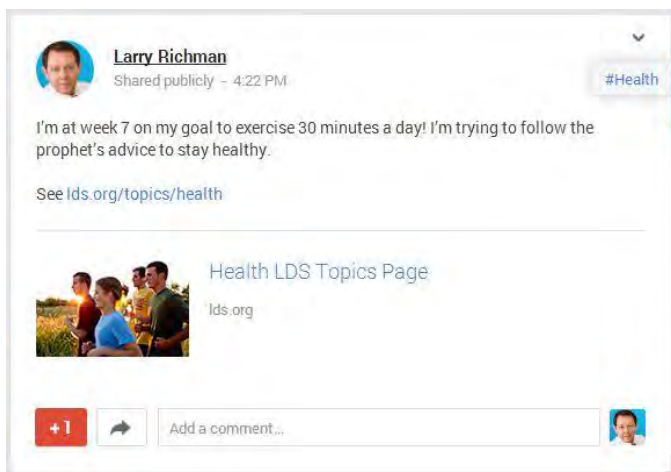 Larry Richman
Shared publicly - 4:22 PM
#Health
I'm at week 7 on my goal to exercise 30 minutes a day! I'm trying to follow the
prophet's advice to stay healthy.
See lds.org/topics/health
Health LDS Topics Page
lds.org
+1
Add a comment...